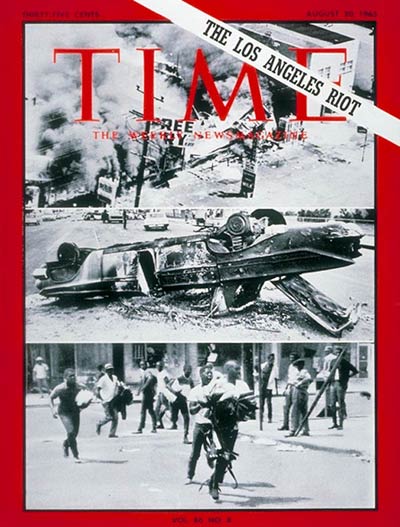 THIRTY-FIVE CENTS
AUGUST 20, 1965
THE LOS ANGELES RIOT
TIME
THE WEEKLY NEWSMAGAZINE
FREE
VOL. 86 NO. 8